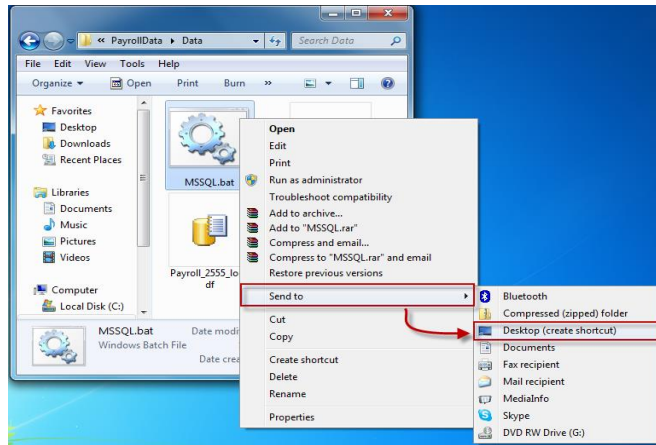 « PayrollData ▸ Data
Search Data
File Edit View Tools Help
Organize Open Print Burn »
Favorites
Desktop
Downloads
Recent Places
Libraries
Documents
Music
Pictures
Videos
Computer
Local Disk (C:)
MSSQL.bat
Payroll_2555_lo
df
MSSQL.bat Date modi
Windows Batch File
Date crea
Open
Edit
Print
Run as administrator
Troubleshoot compatibility
Add to archive...
Add to "MSSQL.rar"
Compress and email...
Compress to "MSSQL.rar" and email
Restore previous versions
Send to
Cut
Copy
Create shortcut
Delete
Rename
Properties
Bluetooth
Compressed (zipped) folder
Desktop (create shortcut)
Documents
Fax recipient
Mail recipient
MediaInfo
Skype
DVD RW Drive (G:)